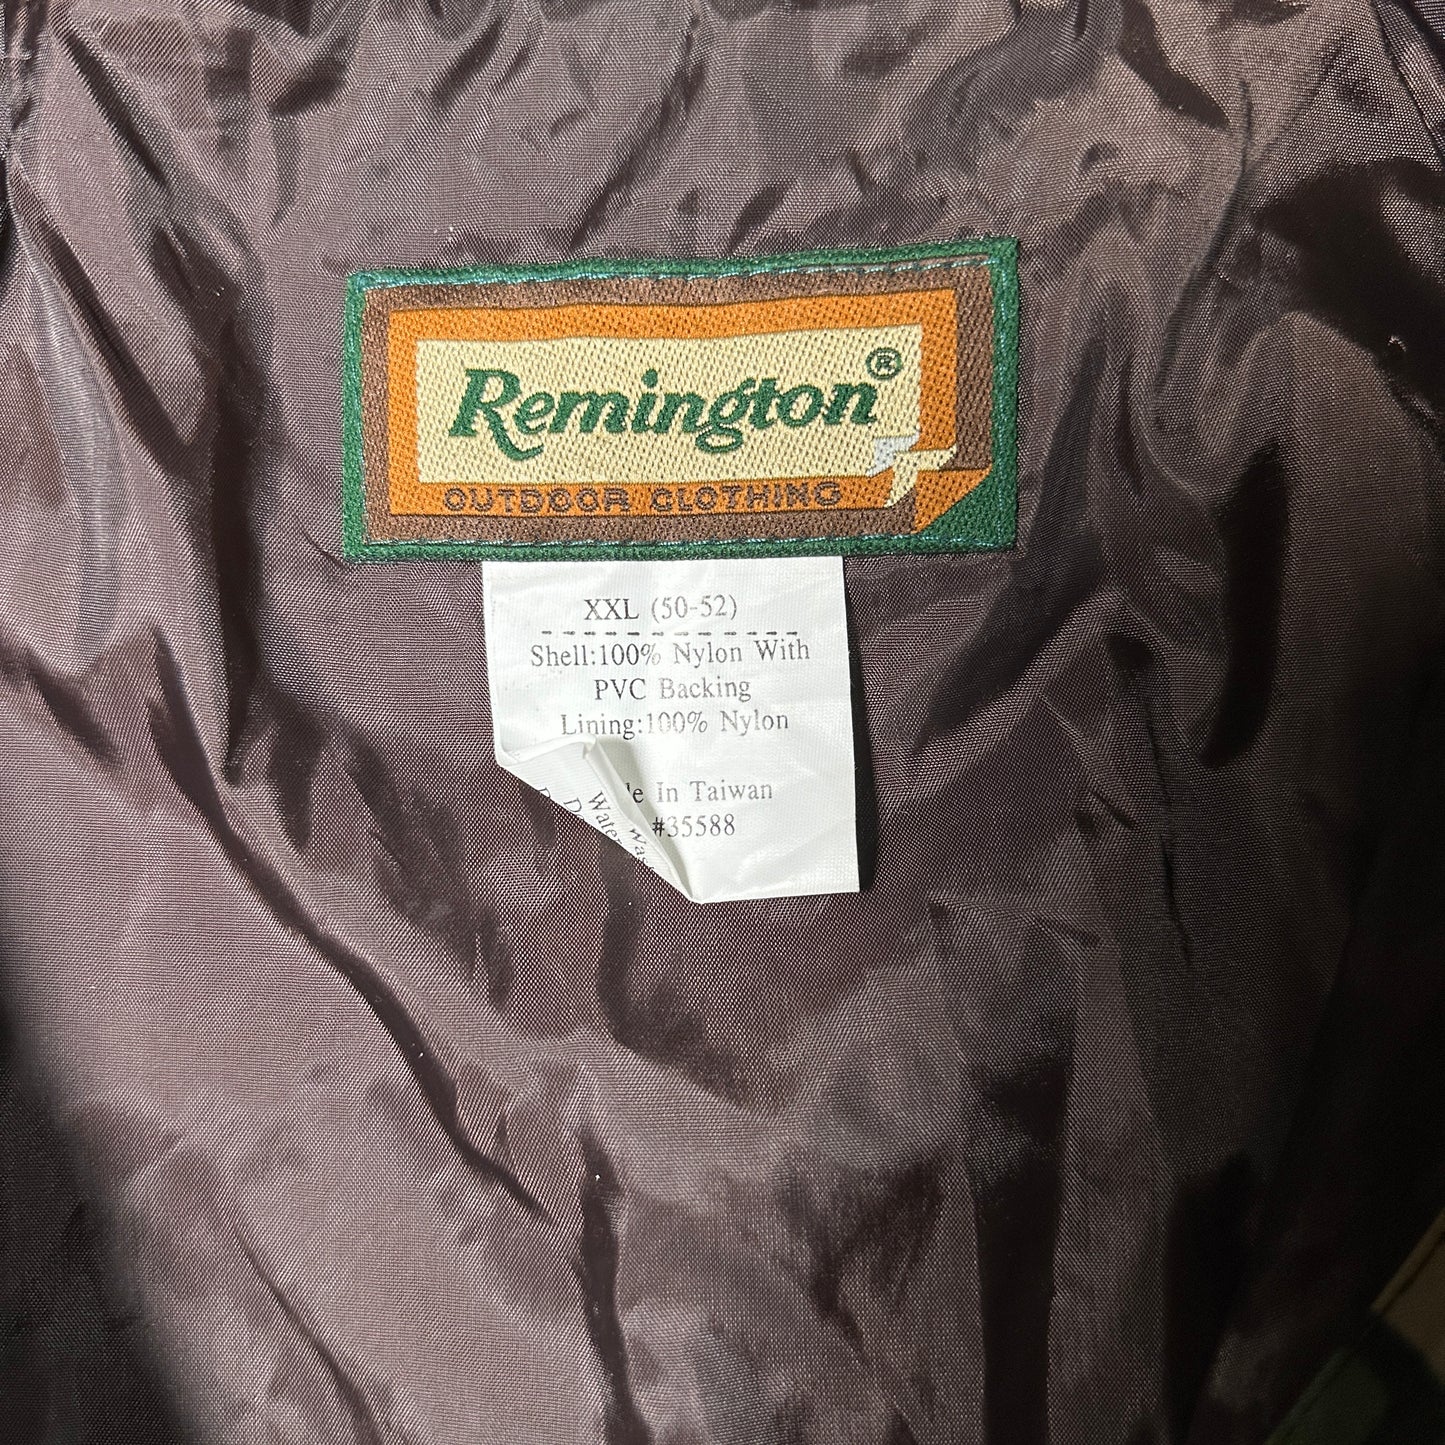 Remington®
OUTDOOR CLOTHING
XXL (50-52)
Shell:100% Nylon With
PVC Backing
Lining:100% Nylon
In Taiwan
#35588